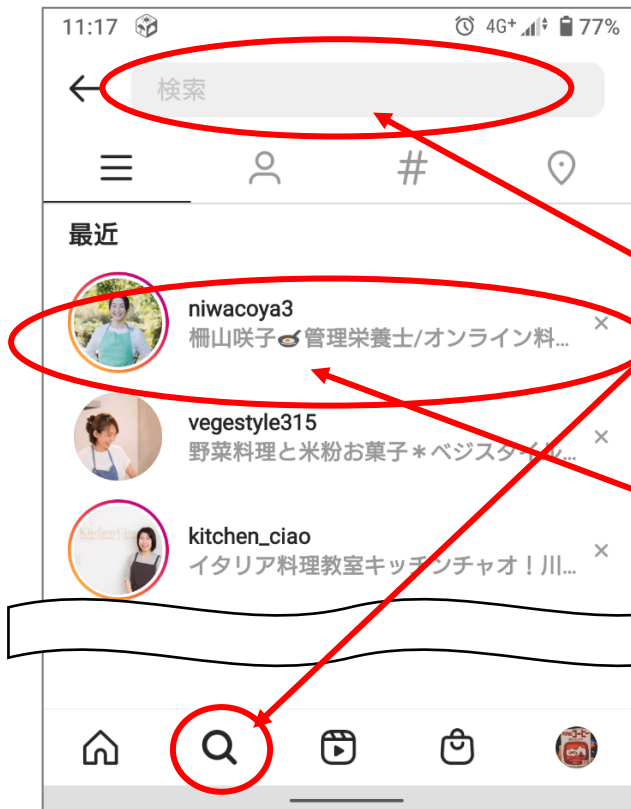 11:17
4G+ 77%
検索
#
最近
niwacoya3
柵山咲子🍳管理栄養士/オンライン料...
vegestyle315
野菜料理と米粉お菓子＊ベジスタイル...
kitchen_ciao
イタリア料理教室キッチンチャオ！川...